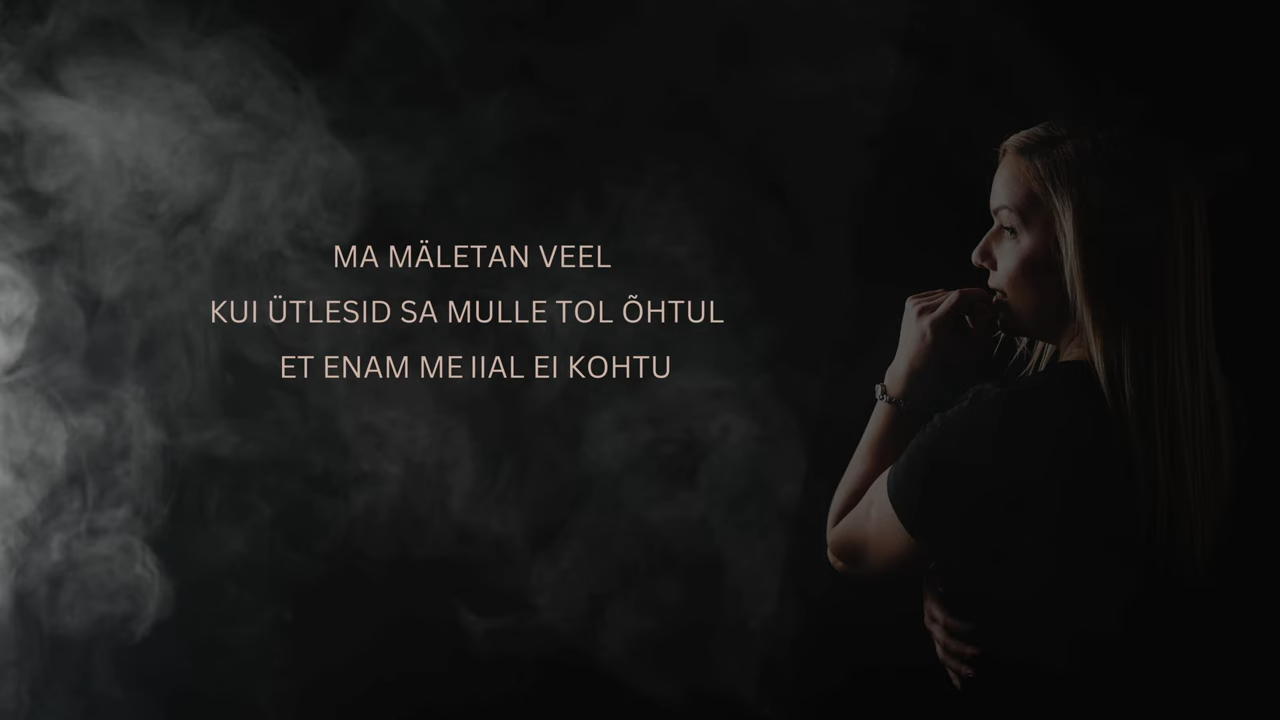 MA MÄLETAN VEEL
KUI ÜTLESID SA MULLE TOL ÕHTUL
ET ENAM ME IIAL EI KOHTU